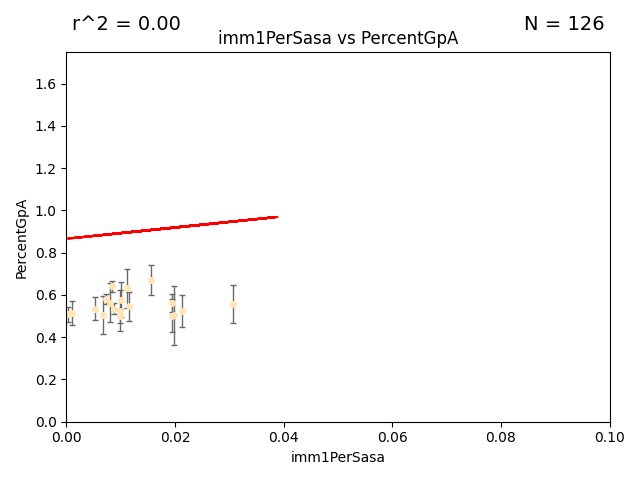 r^2 = 0.00
N = 126
imm1PerSasa vs PercentGpA
PercentGpA
1.6
1.4
1.2
1.0
0.8
0.6
0.4
0.2
0.0
0.00 0.02 0.04 0.06 0.08 0.10
imm1PerSasa